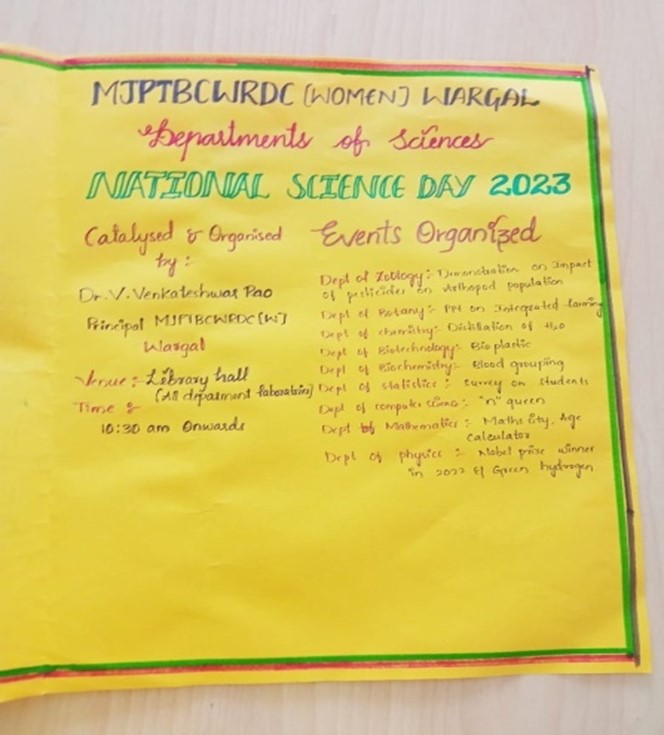 MJPTBCWRDC [WOMEN] WARGAL
Departments of Sciences
NATIONAL SCIENCE DAY 2023
Catalysed & Organised
by :
Dr. V. Venkateshwar Rao
Principal MJPTBCWRDC [W]
Wargal
Venue :- Library hall
(All department laboratories)
Time :-
10:30 am Onwards
Events Organized
Dept of Zoology :- Demonstration on Impact
of pesticides on Arthopod population
Dept of Botany :- PPt on Integrated farming
Dept of chemistry:- Distillation of H2O
Dept of Biotechnology:- Bio plastic
Dept of Biochemistry:- Blood grouping
Dept of statistics :- survey on students
Dept of computer science :- "n" queen
Dept of Mathematics :- Maths city, Age
calculator
Dept of physics :- Nobel prize winner
in 2022 & Green hydrogen